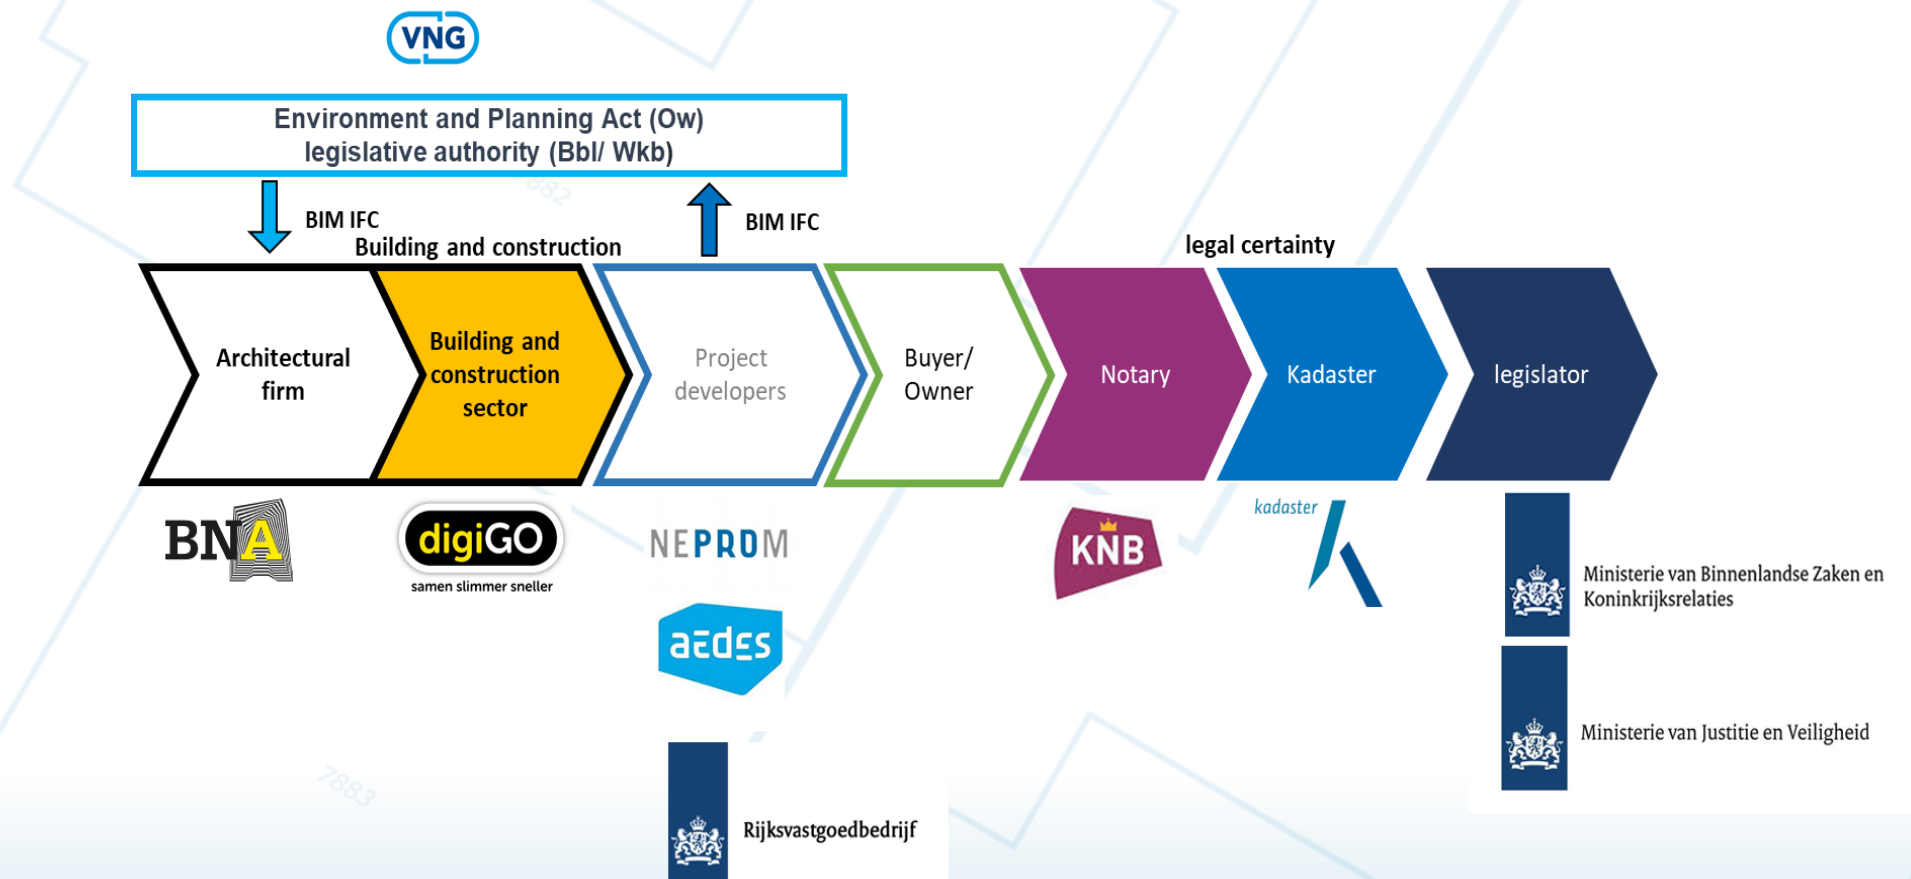 VNG
Environment and Planning Act (Ow)
legislative authority (Bbl/ Wkb)
7882
BIM IFC
BIM IFC
Building and construction
legal certainty
Architectural
firm
Building and
construction
sector
Project
developers
Buyer/
Owner
Notary
Kadaster
legislator
BNA
digiGO
samen slimmer sneller
NEPROM
aedes
KNB
kadaster
Ministerie van Binnenlandse Zaken en
Koninkrijksrelaties
Ministerie van Justitie en Veiligheid
7883
Rijksvastgoedbedrijf